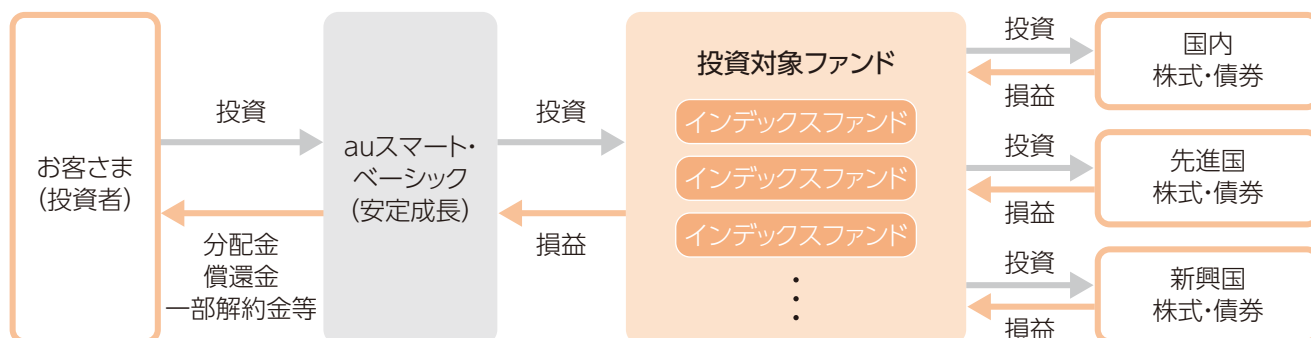 お客さま
(投資者)
投資
分配金
償還金
一部解約金等
auスマート・
ベーシック
(安定成長)
投資
損益
投資対象ファンド
インデックスファンド
インデックスファンド
インデックスファンド
投資
損益
国内
株式・債券
投資
損益
先進国
株式・債券
投資
損益
新興国
株式・債券